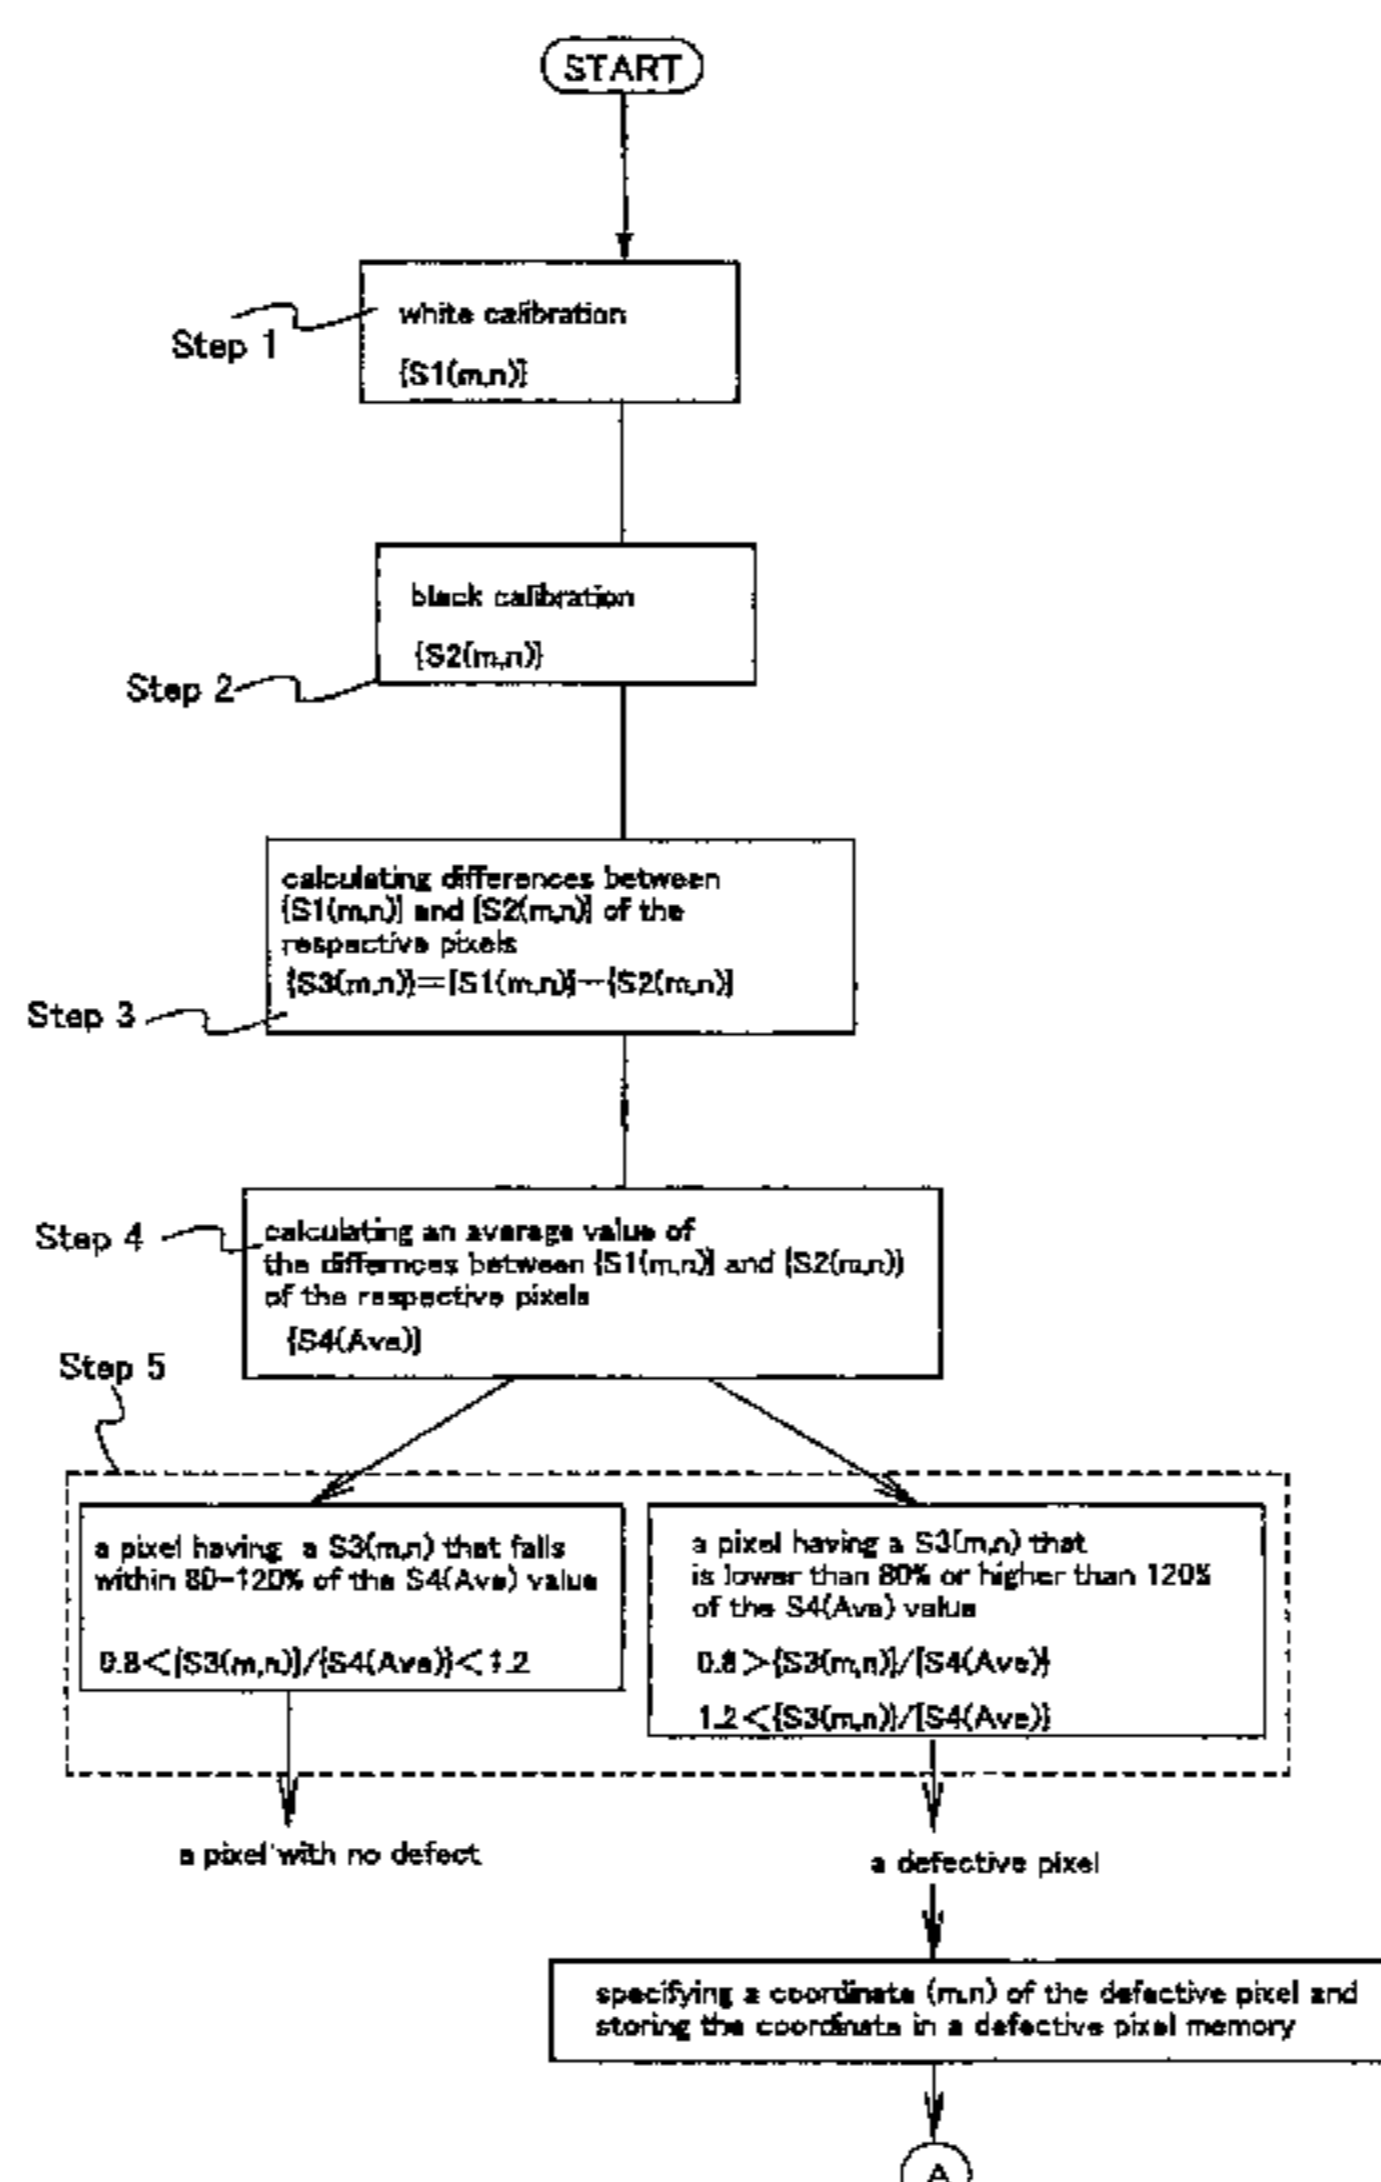 START
white calibration
Step 1
{S1(m,n)}
black calibration
{S2(m,n)}
Step 2
calculating differences between
{S1(m,n)} and {S2(m,n)} of the
respective pixels
{S3(m,n)}={S1(m,n)}-{S2(m,n)}
Step 3
Step 4
calculating an average value of
the differnces between {S1(m,n)} and {S2(m,n)}
of the respective pixels
{S4(Ave)}
Step 5
a pixel having a S3(m,n) that falls
within 80-120% of the S4(Ave) value
0.8<{S3(m,n)}/{S4(Ave)}<1.2
a pixel having a S3(m,n) that
is lower than 80% or higher than 120%
of the S4(Ave) value
0.8>{S3(m,n)}/{S4(Ave)}
1.2<{S3(m,n)}/{S4(Ave)}
a pixel with no defect
a defective pixel
specifying a coordinate (m,n) of the defective pixel and
storing the coordinate in a defective pixel memory
A